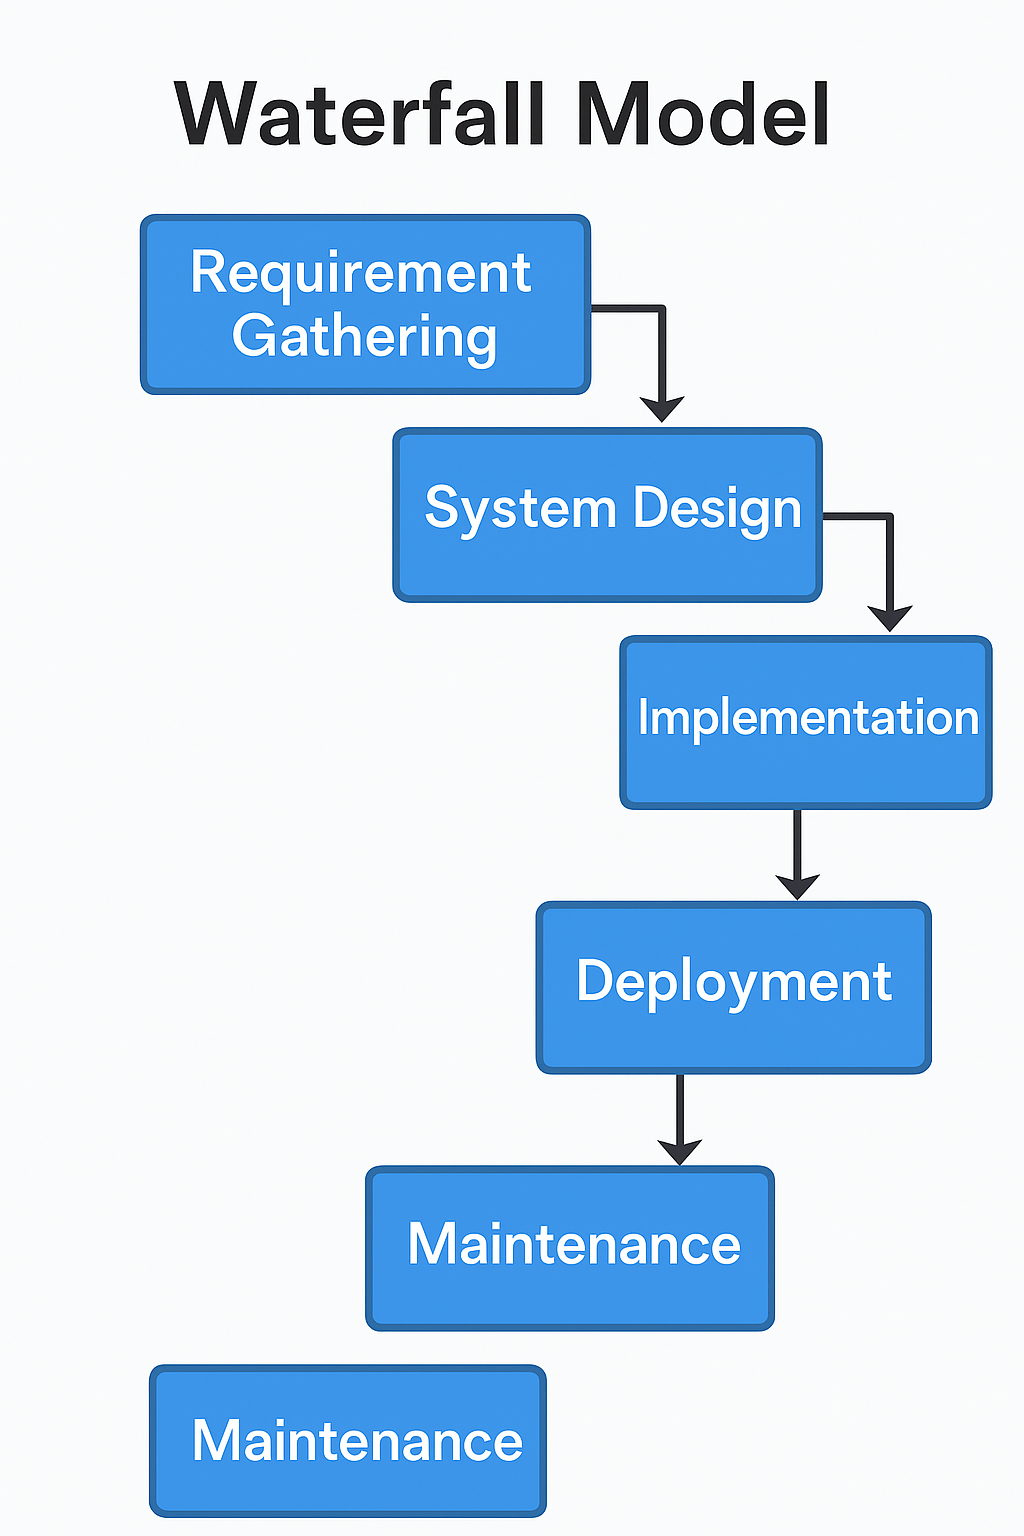 Waterfall Model
Requirement
Gathering
System Design
Implementation
Deployment
Maintenance
Maintenance